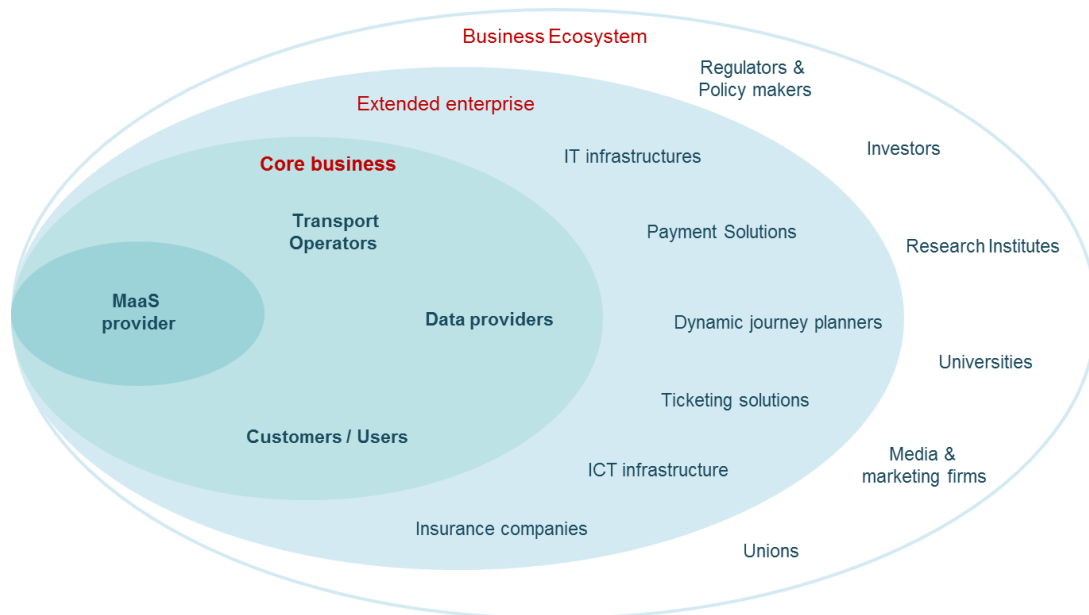 Business Ecosystem
Regulators &
Policy makers
Extended enterprise
Investors
IT infrastructures
Core business
Transport
Operators
Payment Solutions
Research Institutes
MaaS
provider
Data providers
Dynamic journey planners
Universities
Ticketing solutions
Customers / Users
Media &
marketing firms
ICT infrastructure
Insurance companies
Unions